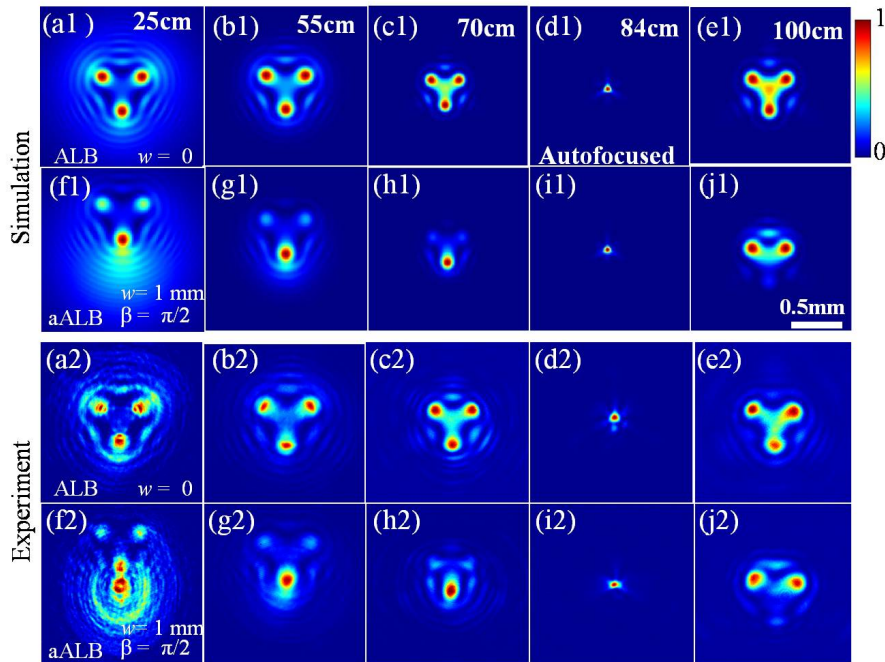 (a1) 25cm (b1) 55cm (c1) 70cm (d1) 84cm (e1) 100cm 1
ALB w = 0 Autofocused 0
(f1) (g1) (h1) (i1) (j1)
Simulation
w= 1 mm
aALB β = π/2 0.5mm
(a2) (b2) (c2) (d2) (e2)
ALB w = 0
Experiment
(f2) (g2) (h2) (i2) (j2)
w= 1 mm
aALB β = π/2